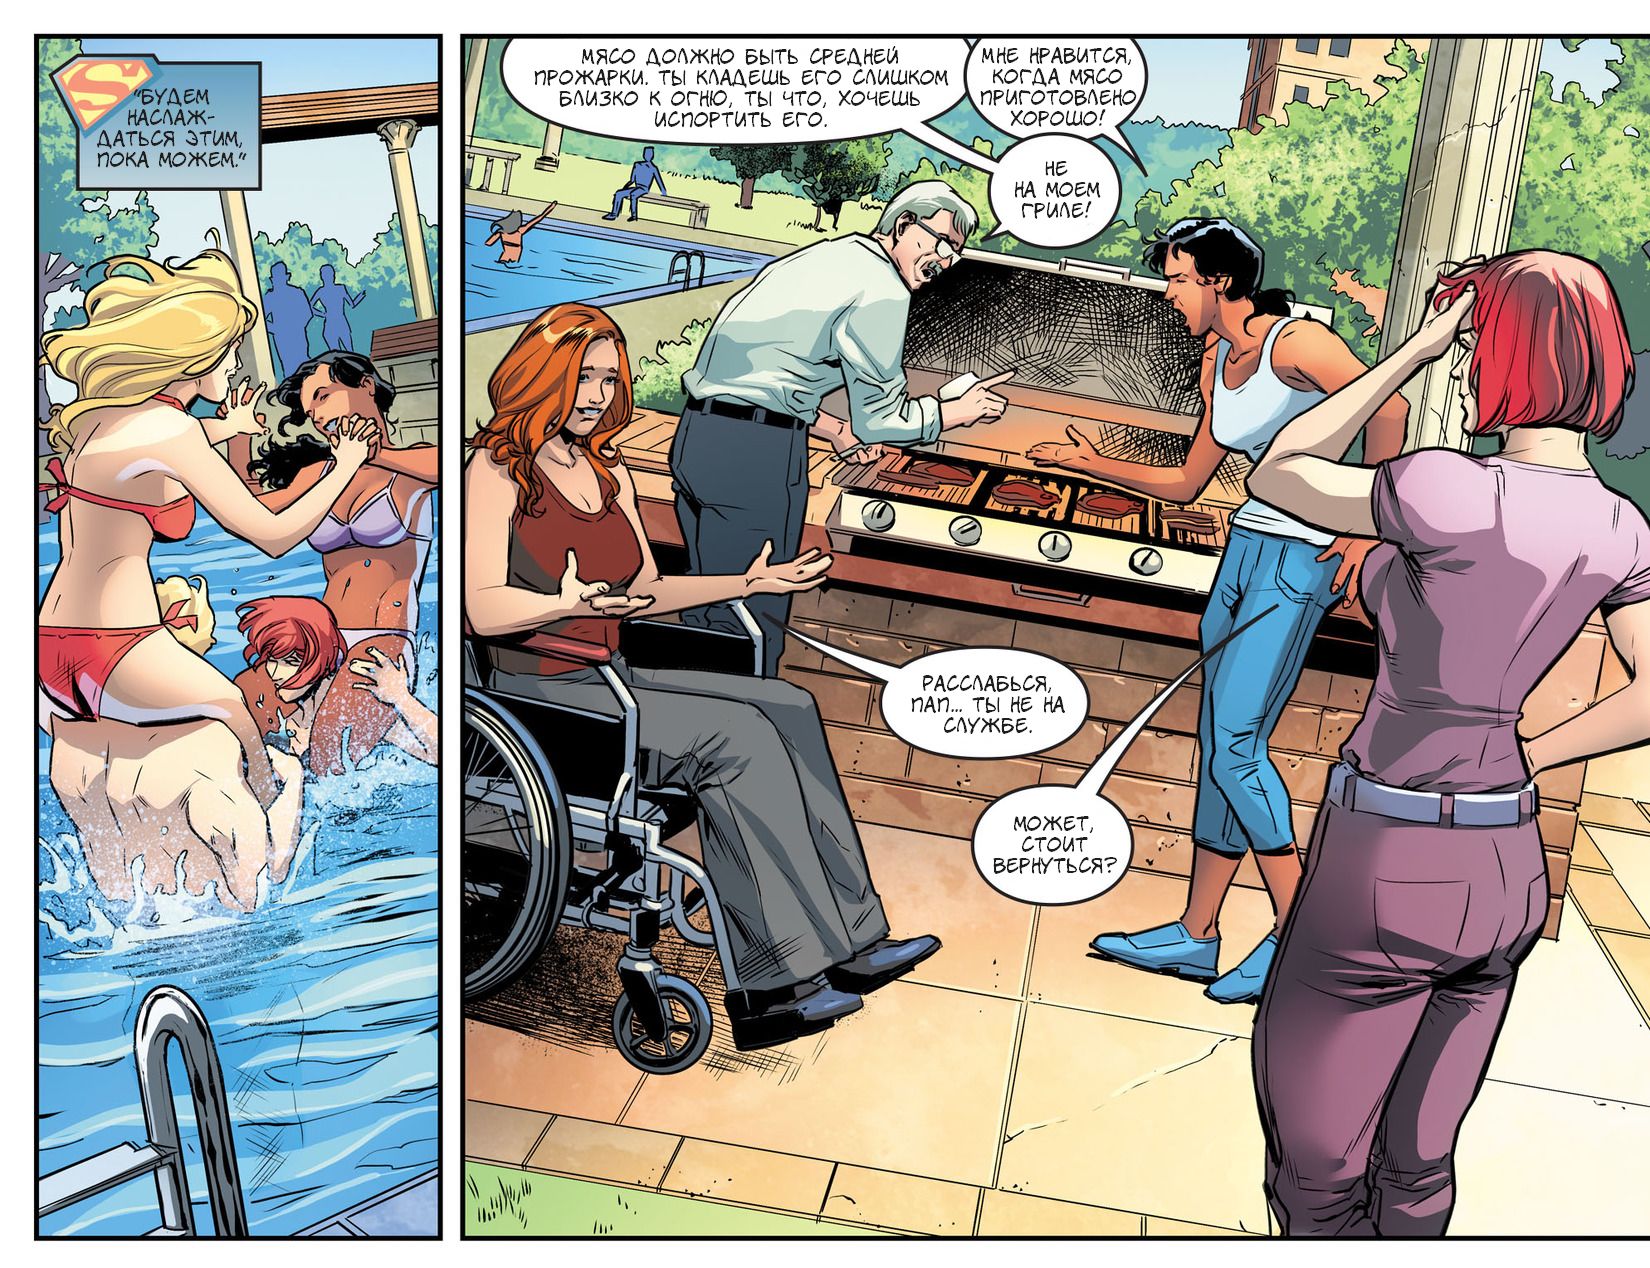 "БУДЕМ
НАСЛАЖ-
ДАТЬСЯ ЭТИМ,
ПОКА МОЖЕМ."
МЯСО ДОЛЖНО БЫТЬ СРЕДНЕЙ
ПРОЖАРКИ. ТЫ КЛАДЕШЬ ЕГО СЛИШКОМ
БЛИЗКО К ОГНЮ, ТЫ ЧТО, ХОЧЕШЬ
ИСПОРТИТЬ ЕГО.
МНЕ НРАВИТСЯ,
КОГДА МЯСО
ПРИГОТОВЛЕНО
ХОРОШО!
НЕ
НА МОЕМ
ГРИЛЕ!
РАССЛАБЬСЯ,
ПАП... ТЫ НЕ НА
СЛУЖБЕ.
МОЖЕТ,
СТОИТ
ВЕРНУТЬСЯ?